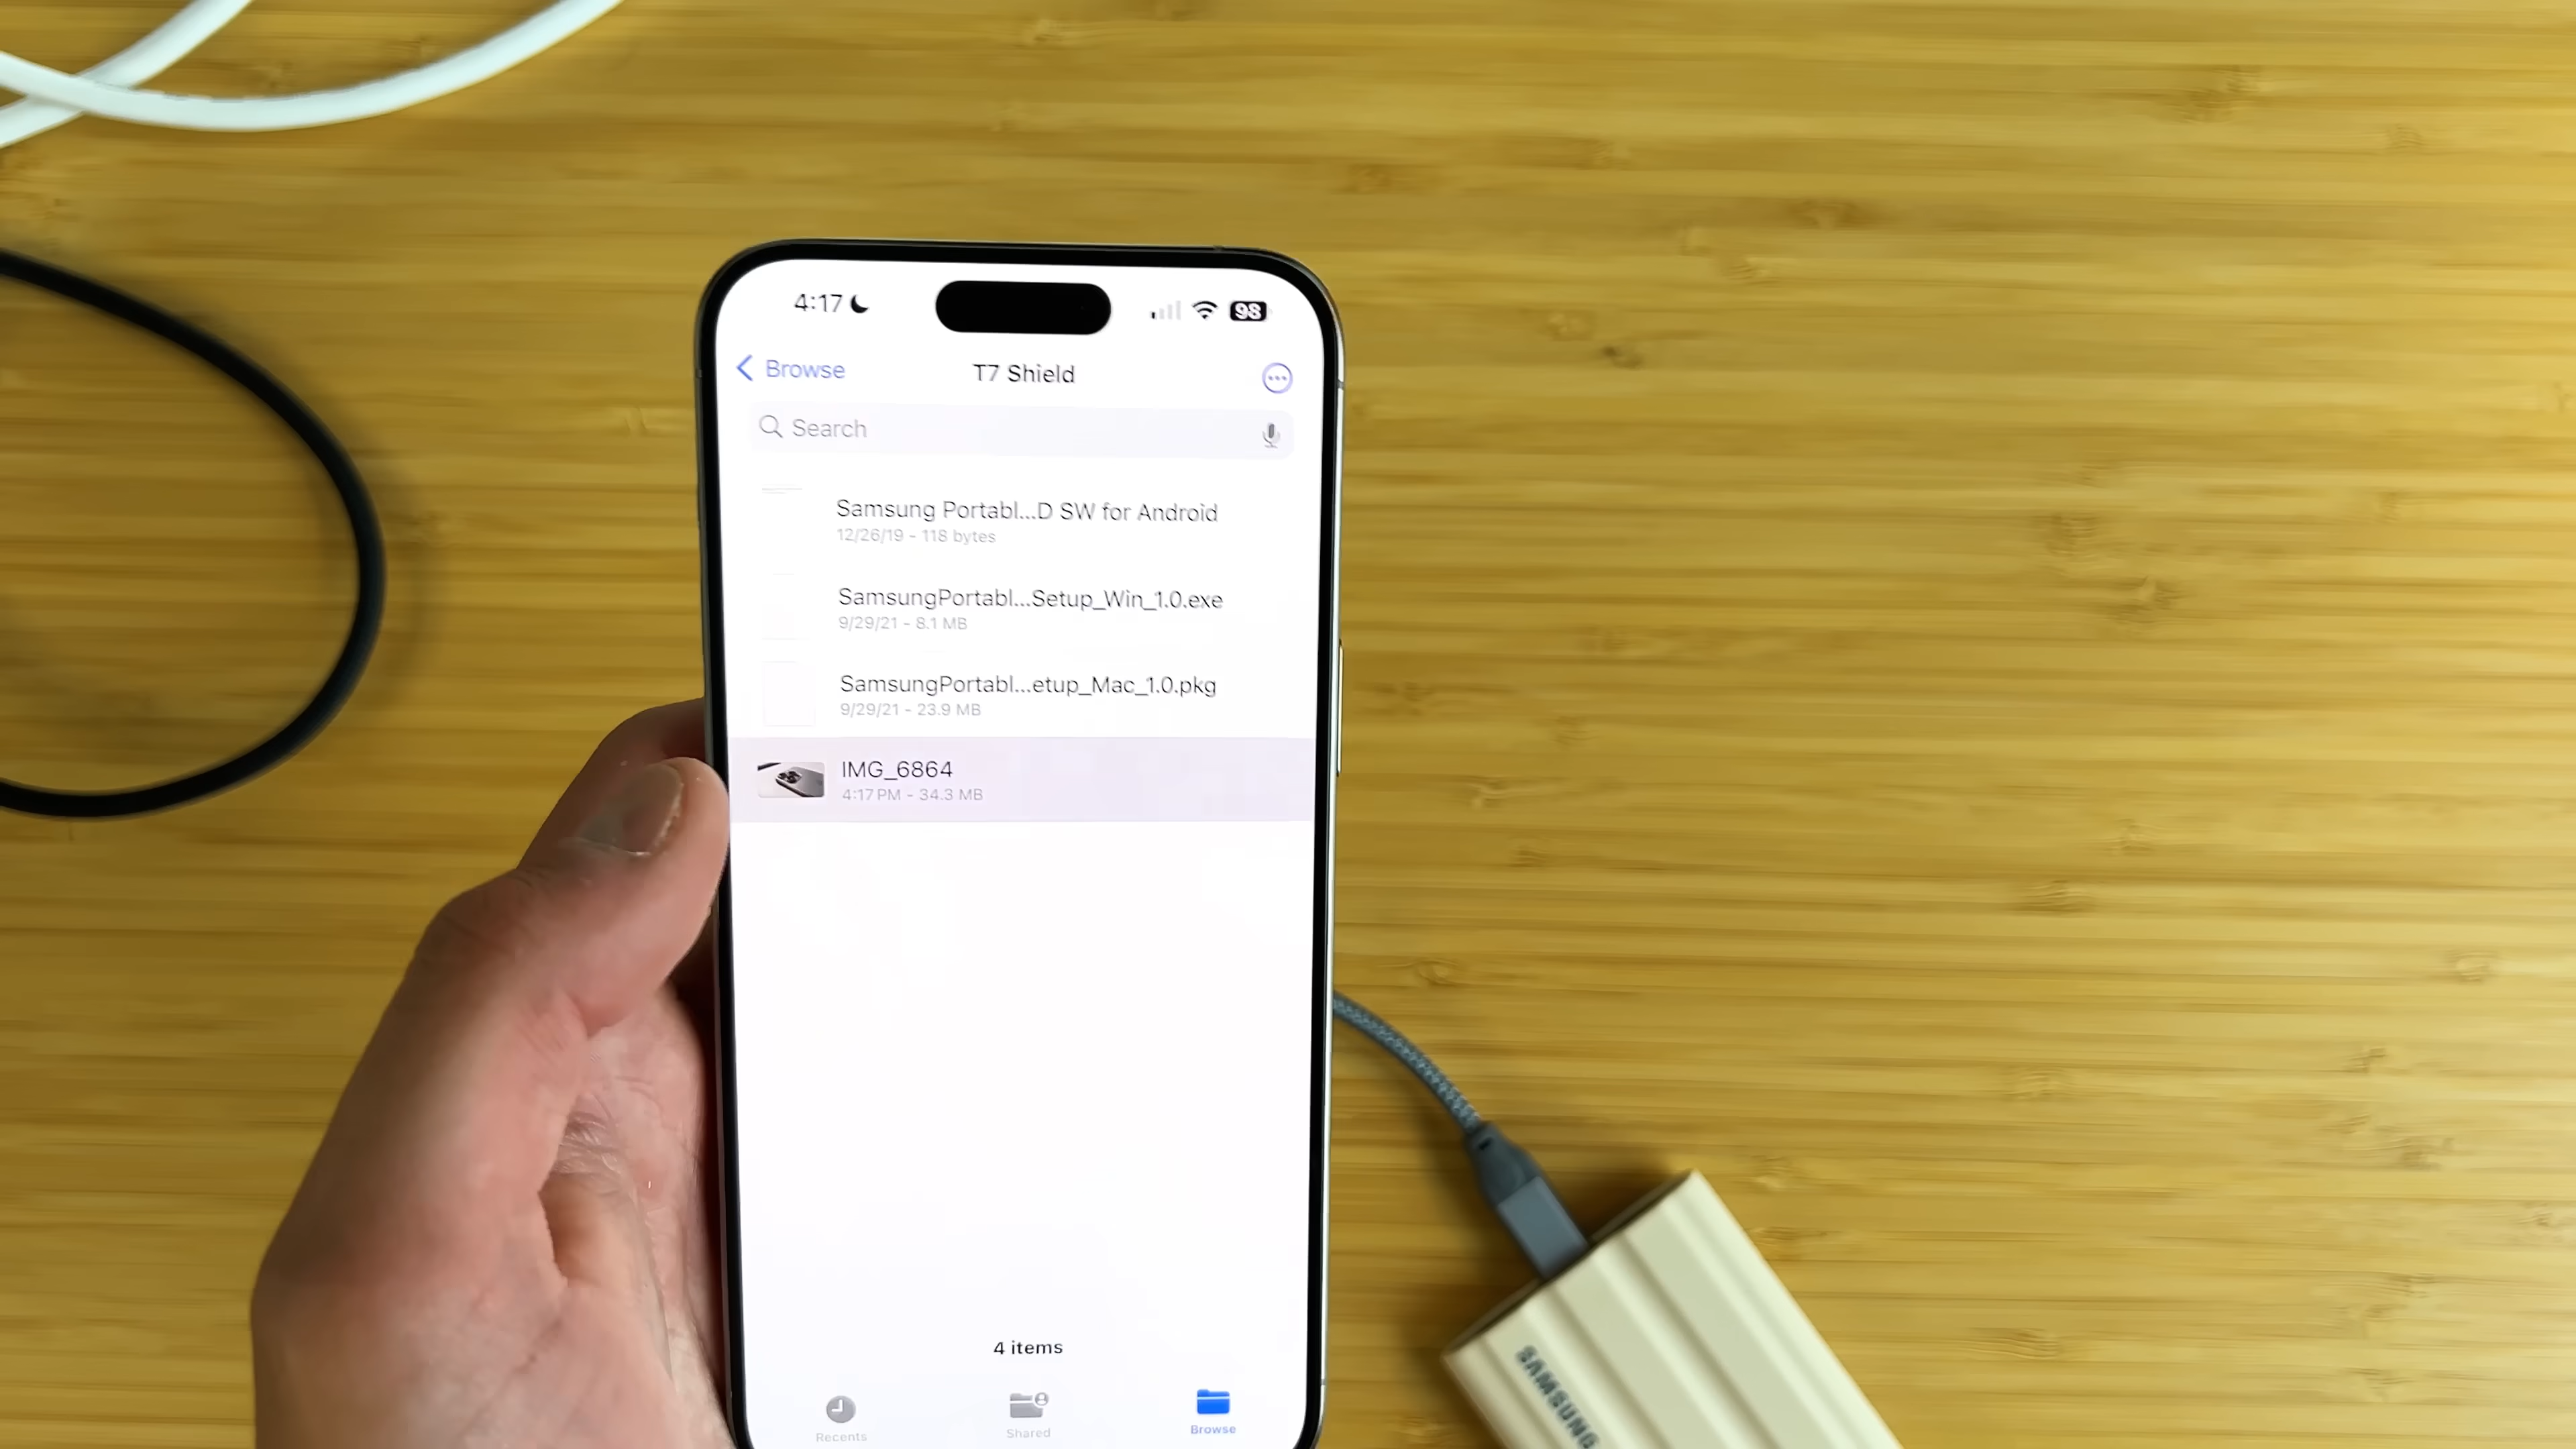 4:17
98
Browse
T7 Shield
Search
Samsung Portabl...D SW for Android
12/26/19 - 118 bytes
SamsungPortabl...Setup_Win_1.0.exe
9/29/21 - 8.1 MB
SamsungPortabl...etup_Mac_1.0.pkg
9/29/21 - 23.9 MB
IMG_6864
4:17 PM - 34.3 MB
4 items
Recents
Shared
Browse
SAMSUNG